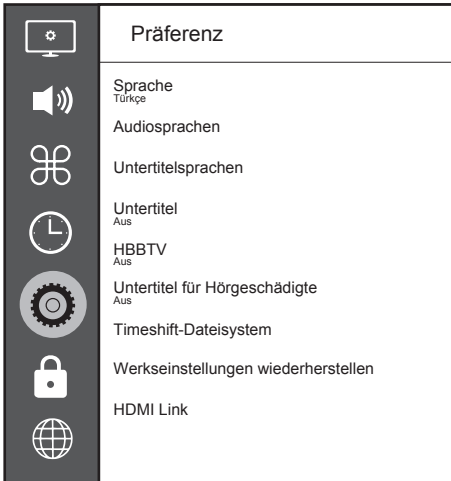 Präferenz
Sprache
Türkçe
Audiosprachen
Untertitelsprachen
Untertitel
Aus
HBBTV
Aus
Untertitel für Hörgeschädigte
Aus
Timeshift-Dateisystem
Werkseinstellungen wiederherstellen
HDMI Link